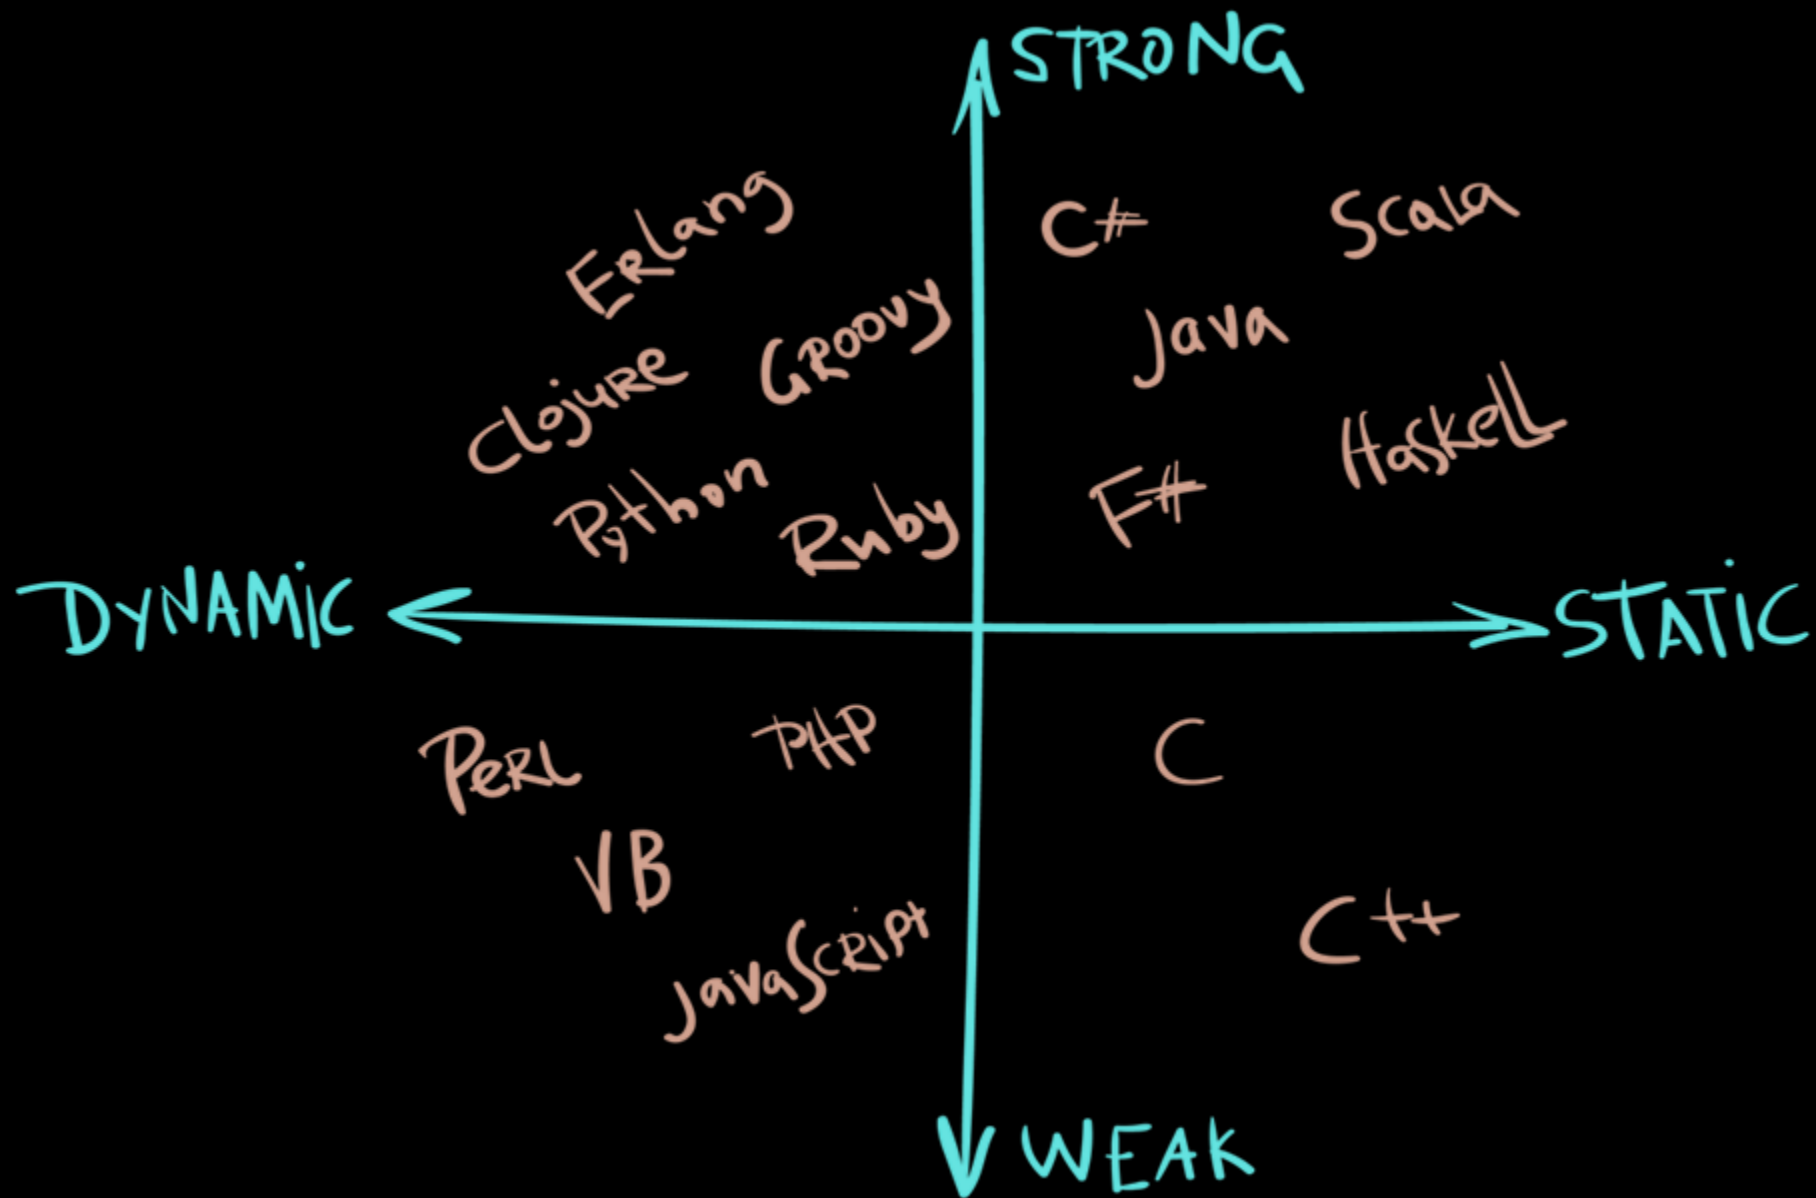 STRONG
Erlang
C#
Scala
Groovy
Java
Clojure
Haskell
Python
Ruby
F#
DYNAMIC
STATIC
Perl
PHP
C
VB
JavaScript
C++
WEAK